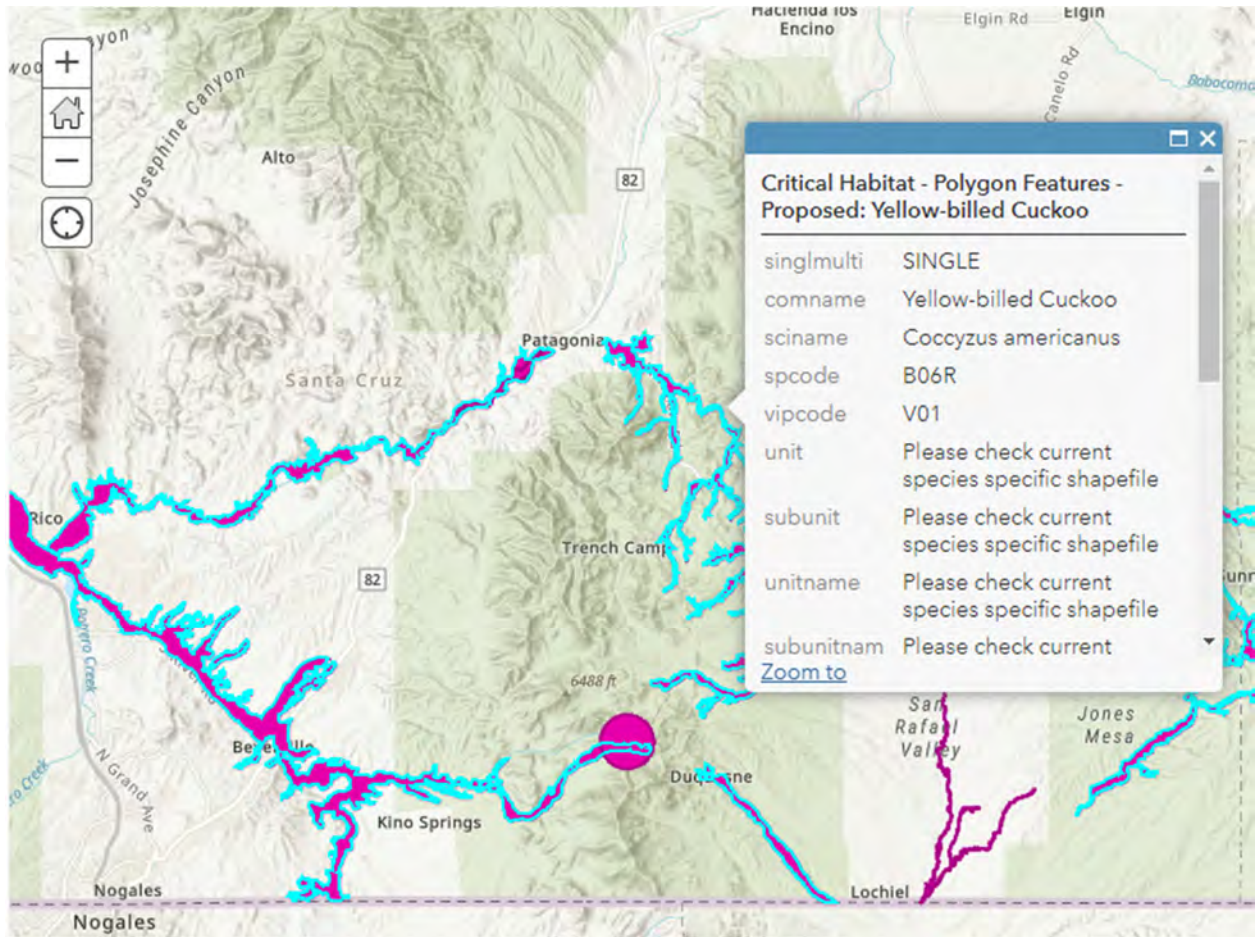 Hacienda los
Encino
Elgin Rd
Elgin
Canyon
Josephine Canyon
Canelo Rd
Alto
82
Critical Habitat - Polygon Features -
Proposed: Yellow-billed Cuckoo
singlmulti SINGLE
comname Yellow-billed Cuckoo
sciname Coccyzus americanus
spcode B06R
vipcode V01
unit Please check current
species specific shapefile
subunit Please check current
species specific shapefile
unitname Please check current
species specific shapefile
subunitnam Please check current
Zoom to
Patagonia
Santa Cruz
Rico
Trench Camp
82
Potrero Creek
6488 ft
San
Rafael
Valley
Jones
Mesa
Duquesne
N Grand Ave
Kino Springs
Nogales
Lochiel
Nogales